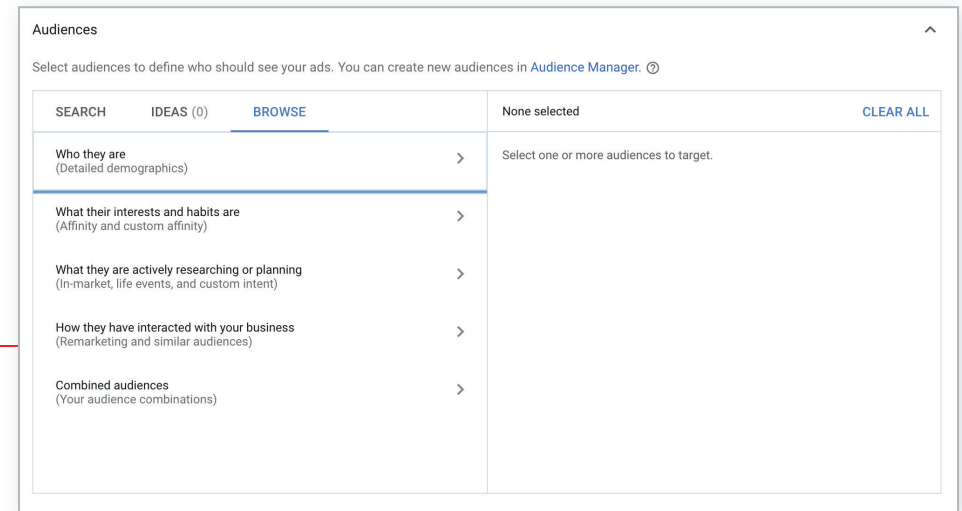 Audiences
Select audiences to define who should see your ads. You can create new audiences in Audience Manager.
SEARCH IDEAS (0) BROWSE
Who they are
(Detailed demographics)
What their interests and habits are
(Affinity and custom affinity)
What they are actively researching or planning
(In-market, life events, and custom intent)
How they have interacted with your business
(Remarketing and similar audiences)
Combined audiences
(Your audience combinations)
None selected CLEAR ALL
Select one or more audiences to target.